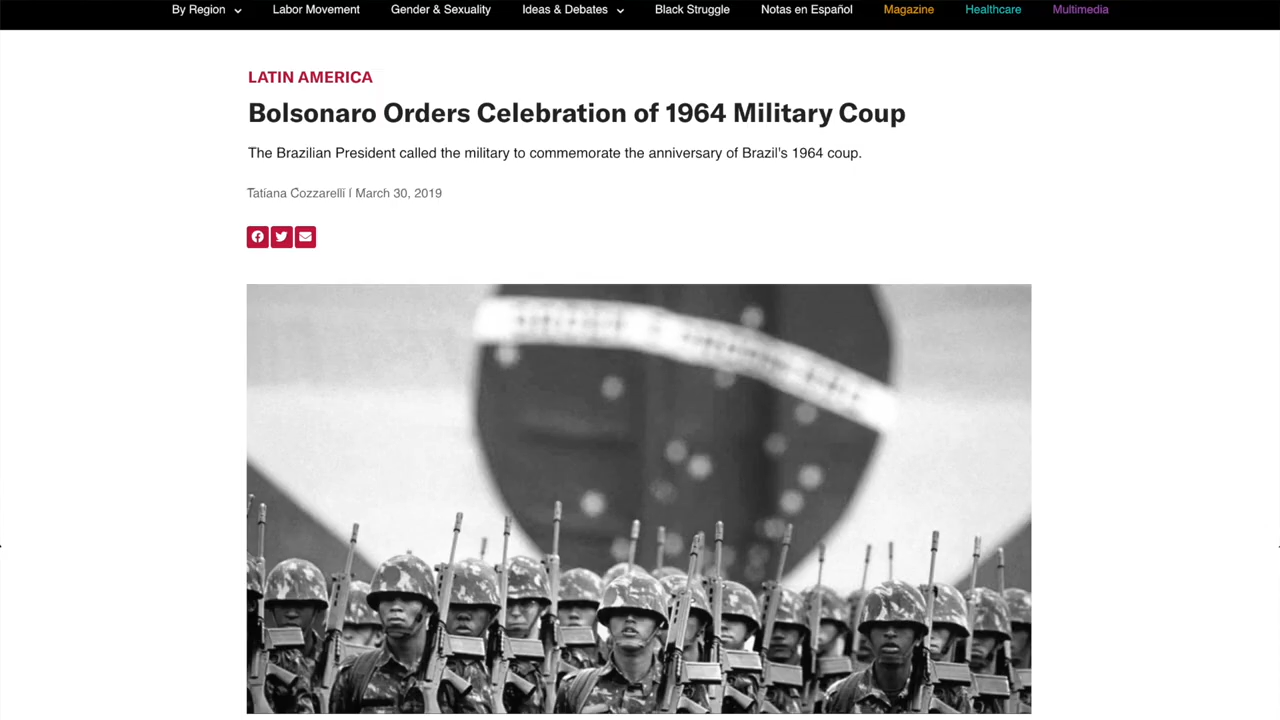 By Region Labor Movement Gender & Sexuality Ideas & Debates Black Struggle Notas en Español Magazine Healthcare Multimedia
LATIN AMERICA
Bolsonaro Orders Celebration of 1964 Military Coup
The Brazilian President called the military to commemorate the anniversary of Brazil's 1964 coup.
Tatiana Cozzarelli | March 30, 2019